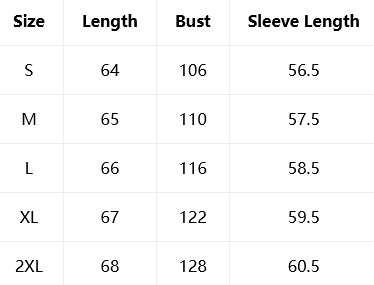 Size Length Bust Sleeve Length
S 64 106 56.5
M 65 110 57.5
L 66 116 58.5
XL 67 122 59.5
2XL 68 128 60.5